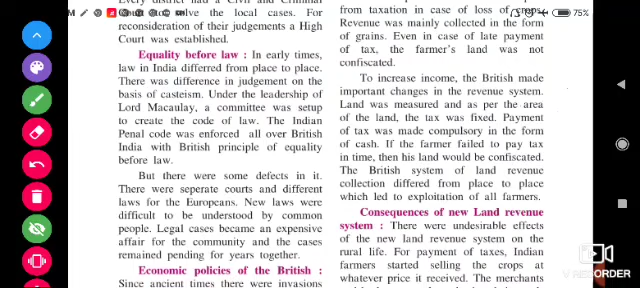 Every district had a Civil and Criminal
Court to solve the local cases. For
reconsideration of their judgements a High
Court was established.
Equality before law : In early times,
law in India differred from place to place.
There was difference in judgement on the
basis of casteism. Under the leadership of
Lord Macaulay, a committee was setup
to create the code of law. The Indian
Penal code was enforced all over British
India with British principle of equality
before law.
But there were some defects in it.
There were seperate courts and different
laws for the Europeans. New laws were
difficult to be understood by common
people. Legal cases became an expensive
affair for the community and the cases
remained pending for years together.
Economic policies of the British :
Since ancient times there were invasions
from taxation in case of loss of crops.
Revenue was mainly collected in the form
of grains. Even in case of late payment
of tax, the farmer's land was not
confiscated.
To increase income, the British made
important changes in the revenue system.
Land was measured and as per the area
of the land, the tax was fixed. Payment
of tax was made compulsory in the form
of cash. If the farmer failed to pay tax
in time, then his land would be confiscated.
The British system of land revenue
collection differed from place to place
which led to exploitation of all farmers.
Consequences of new Land revenue
system : There were undesirable effects
of the new land revenue system on the
rural life. For payment of taxes, Indian
farmers started selling the crops at
whatever price it received. The merchants
75%
V RECORDER